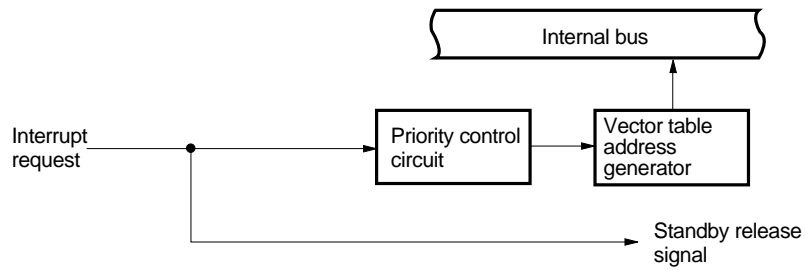 Internal bus
Interrupt
request
Priority control
circuit
Vector table
address
generator
Standby release
signal